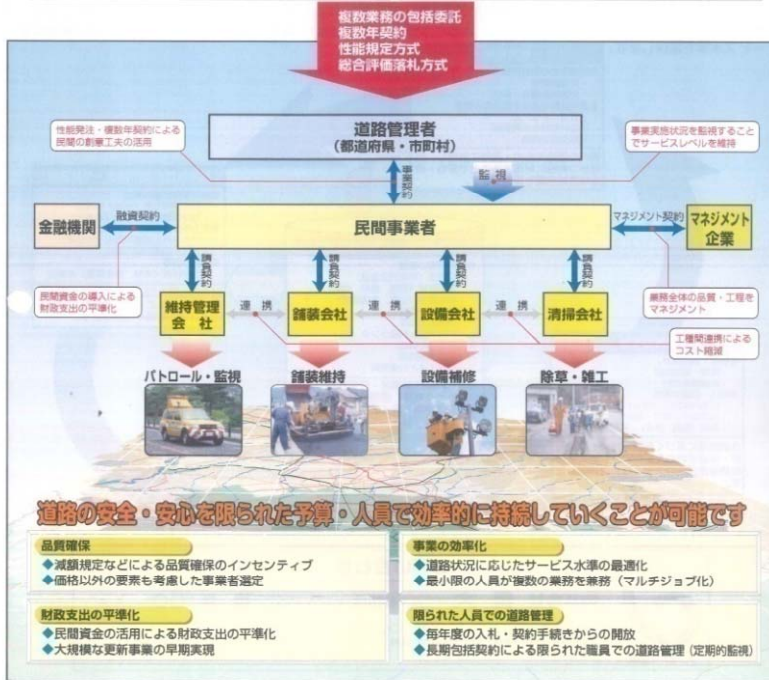 複数業務の包括委託
複数年契約
性能規定方式
総合評価落札方式
性能発注・複数年契約による
民間の創意工夫の活用
道路管理者
(都道府県・市町村)
事業実施状況を監視すること
でサービスレベルを維持
事業契約
監視
金融機関
融資契約
民間事業者
マネジメント契約
マネジメント
企業
請負契約
請負契約
請負契約
請負契約
民間資金の導入による
財政支出の平準化
維持管理
会社
連携
舗装会社
連携
設備会社
連携
清掃会社
業務全体の品質・工程を
マネジメント
工種間連携による
コスト縮減
パトロール・監視
舗装維持
設備補修
除草・雑工
道路の安全・安心を限られた予算・人員で効率的に持続していくことが可能です
品質確保
◆減額規定などによる品質確保のインセンティブ
◆価格以外の要素も考慮した事業者選定
事業の効率化
◆道路状況に応じたサービス水準の最適化
◆最小限の人員が複数の業務を兼務(マルチジョブ化)
財政支出の平準化
◆民間資金の活用による財政支出の平準化
◆大規模な更新事業の早期実現
限られた人員での道路管理
◆毎年度の入札・契約手続きからの開放
◆長期包括契約による限られた職員での道路管理(定期的監視)